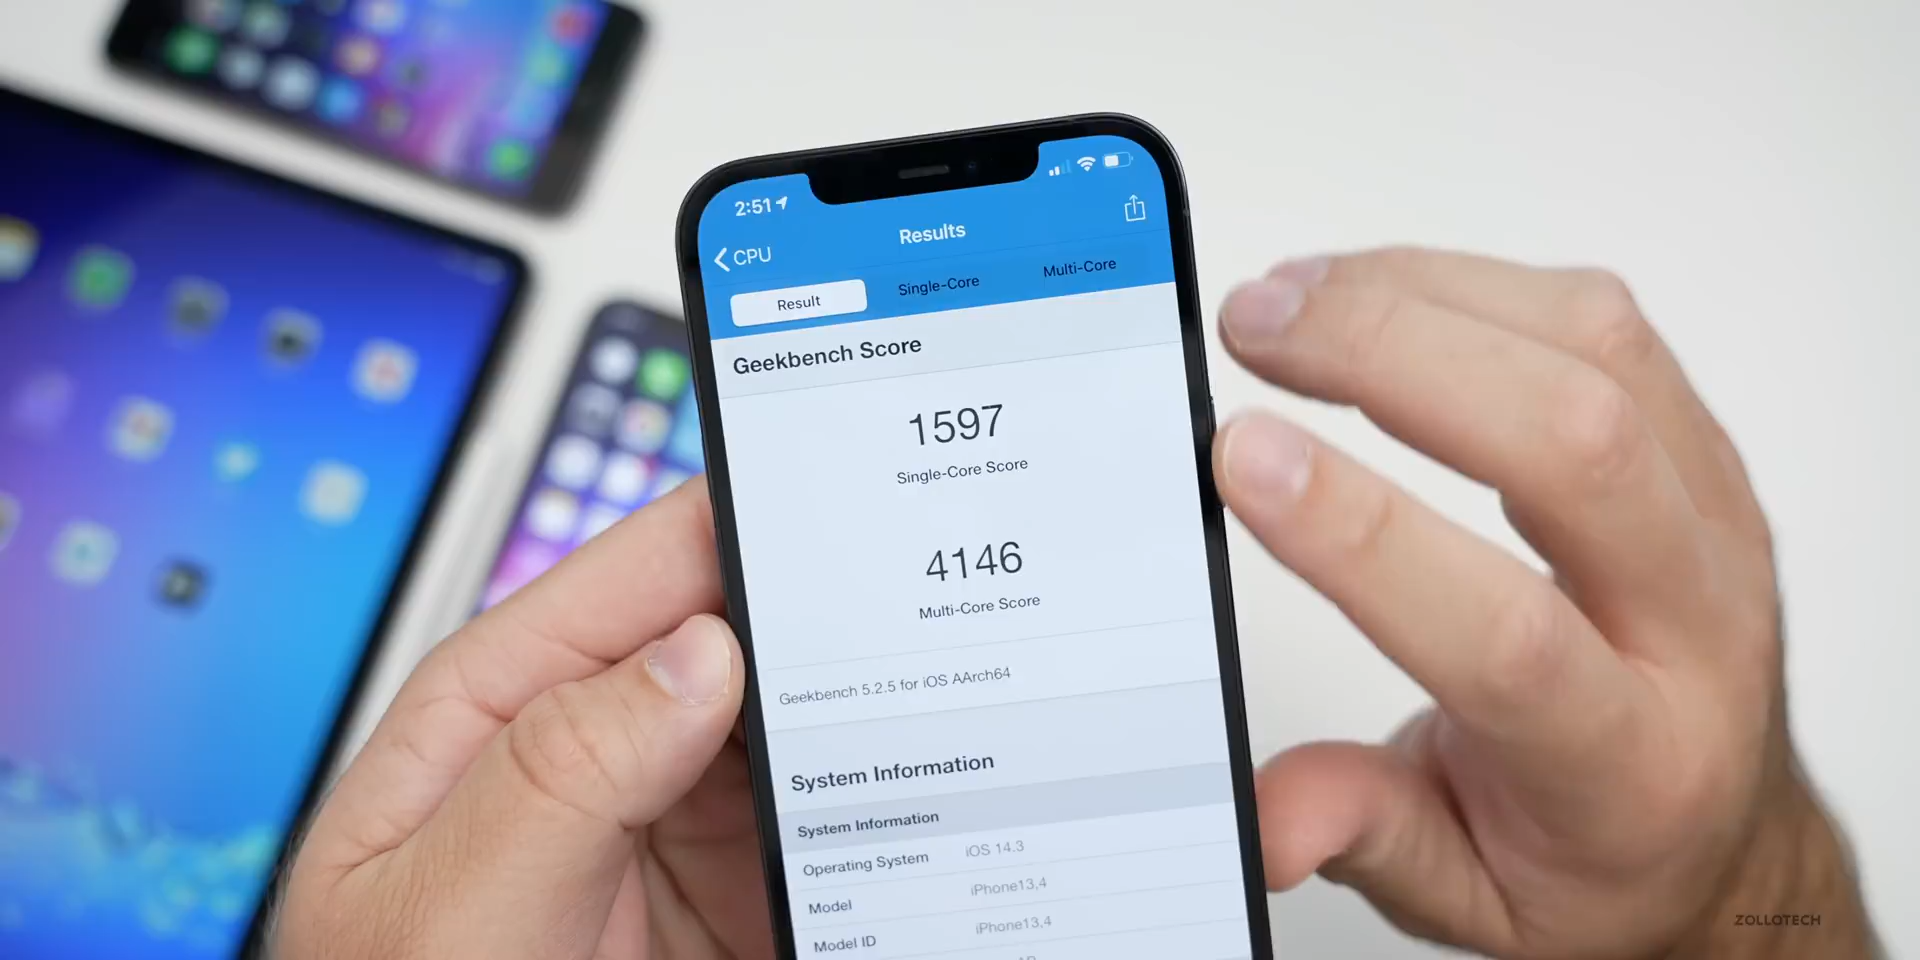 2:51
CPU
Results
Result
Single-Core
Multi-Core
Geekbench Score
1597
Single-Core Score
4146
Multi-Core Score
Geekbench 5.2.5 for iOS AArch64
System Information
System Information
Operating System iOS 14.3
Model iPhone13,4
Model ID iPhone13,4
ZOLLOTECH